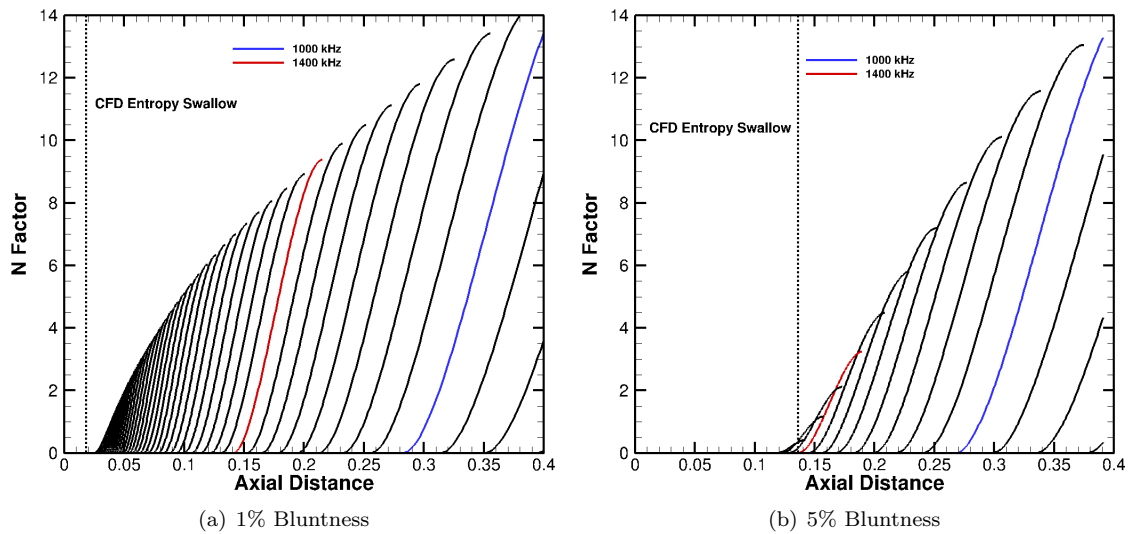 14
12
10
8
6
4
2
0
N Factor
1000 kHz
1400 kHz
CFD Entropy Swallow
0 0.05 0.1 0.15 0.2 0.25 0.3 0.35 0.4
Axial Distance
(a) 1% Bluntness
14
12
10
8
6
4
2
0
N Factor
1000 kHz
1400 kHz
CFD Entropy Swallow
0 0.05 0.1 0.15 0.2 0.25 0.3 0.35 0.4
Axial Distance
(b) 5% Bluntness